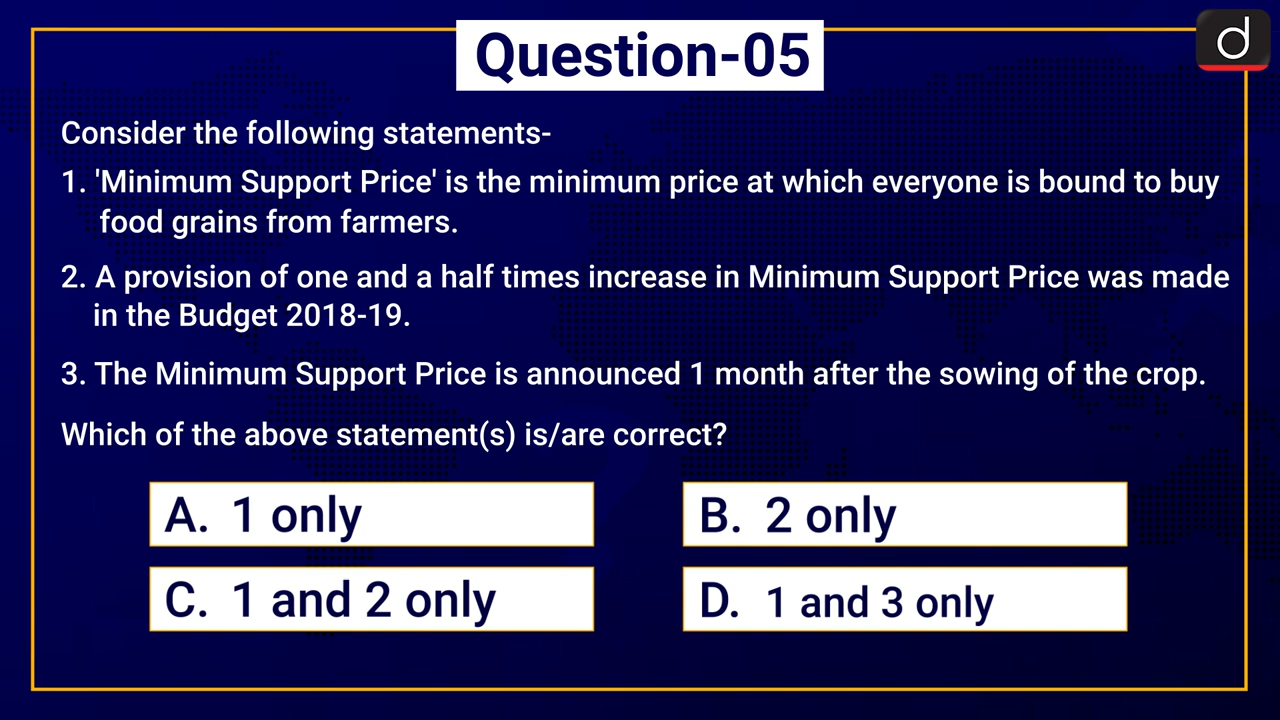 Question-05
d
Consider the following statements-
1. 'Minimum Support Price' is the minimum price at which everyone is bound to buy
food grains from farmers.
2. A provision of one and a half times increase in Minimum Support Price was made
in the Budget 2018-19.
3. The Minimum Support Price is announced 1 month after the sowing of the crop.
Which of the above statement(s) is/are correct?
A. 1 only
B. 2 only
C. 1 and 2 only
D. 1 and 3 only